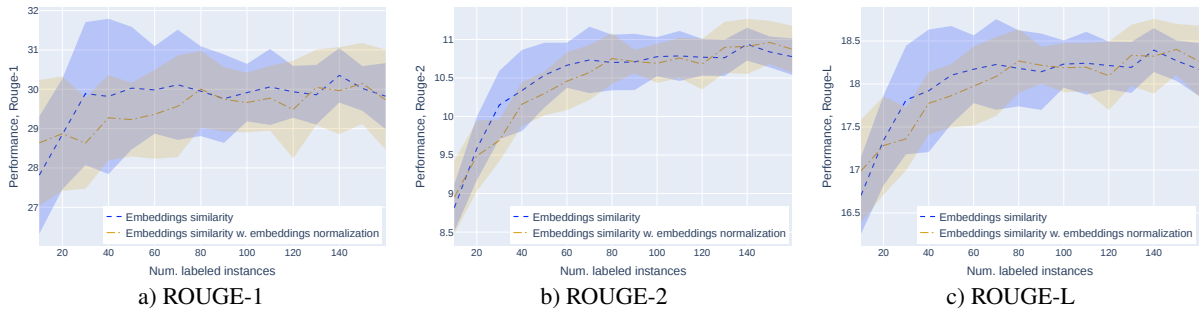 Performance, Rouge-1
32
31
30
29
28
27
20
40
60
80
100
120
140
Embeddings similarity
Embeddings similarity w. embeddings normalization
Num. labeled instances
a) ROUGE-1
Performance, Rouge-2
11
10.5
10
9.5
9
8.5
20
40
60
80
100
120
140
Embeddings similarity
Embeddings similarity w. embeddings normalization
Num. labeled instances
b) ROUGE-2
Performance, Rouge-L
18.5
18
17.5
17
16.5
20
40
60
80
100
120
140
Embeddings similarity
Embeddings similarity w. embeddings normalization
Num. labeled instances
c) ROUGE-L